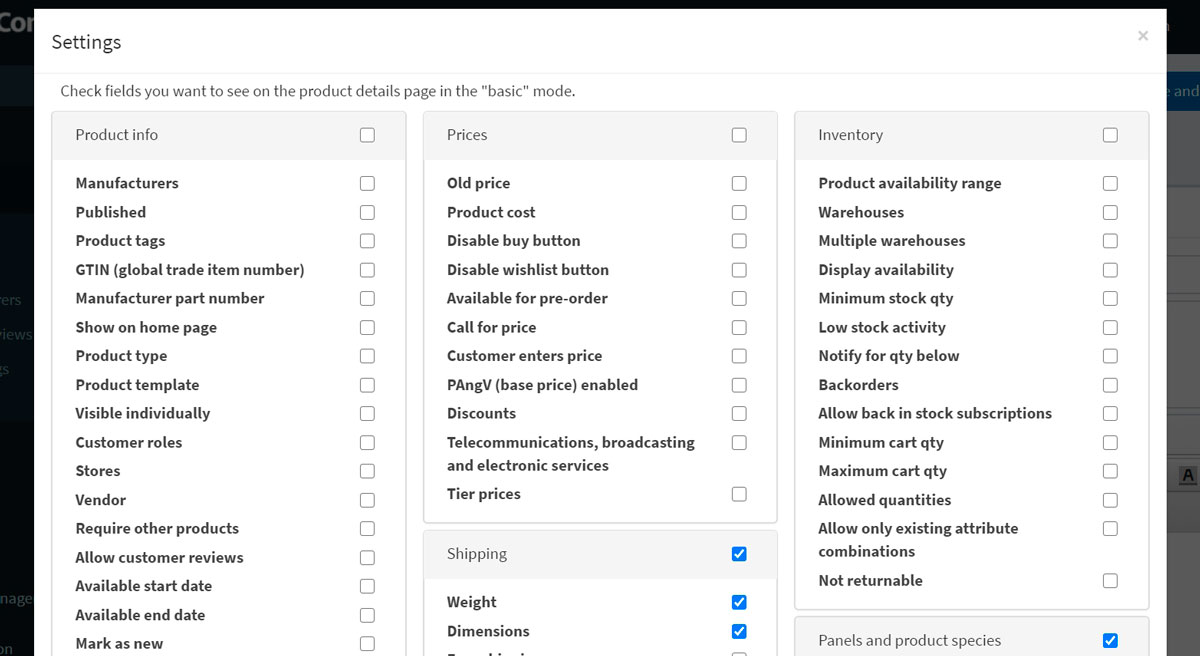 Settings
×
Check fields you want to see on the product details page in the "basic" mode.
Product info
Manufacturers
Published
Product tags
GTIN (global trade item number)
Manufacturer part number
Show on home page
Product type
Product template
Visible individually
Customer roles
Stores
Vendor
Require other products
Allow customer reviews
Available start date
Available end date
Mark as new
Prices
Old price
Product cost
Disable buy button
Disable wishlist button
Available for pre-order
Call for price
Customer enters price
PAngV (base price) enabled
Discounts
Telecommunications, broadcasting
and electronic services
Tier prices
Shipping
Weight
Dimensions
Inventory
Product availability range
Warehouses
Multiple warehouses
Display availability
Minimum stock qty
Low stock activity
Notify for qty below
Backorders
Allow back in stock subscriptions
Minimum cart qty
Maximum cart qty
Allowed quantities
Allow only existing attribute
combinations
Not returnable
Panels and product species
and
A